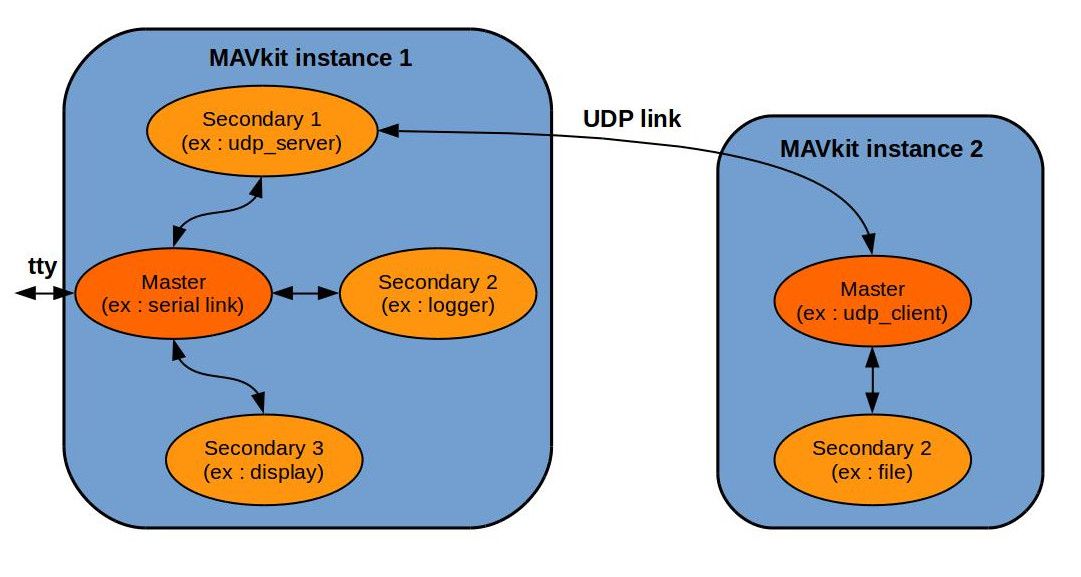 MAVkit instance 1
Secondary 1
(ex : udp_server)
UDP link
MAVkit instance 2
tty
Master
(ex : serial link)
Secondary 2
(ex : logger)
Master
(ex : udp_client)
Secondary 3
(ex : display)
Secondary 2
(ex : file)